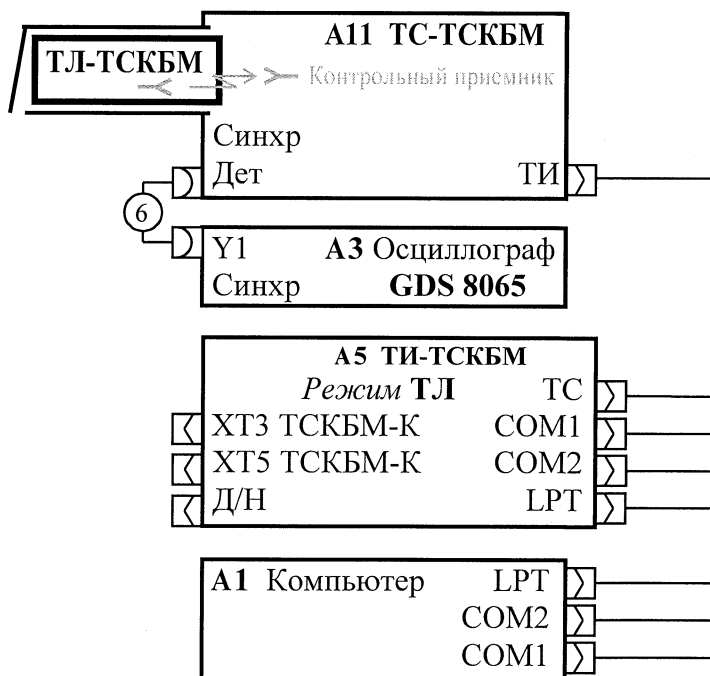 А11 ТС-ТСКБМ
ТЛ-ТСКБМ
Контрольный приемник
Синхр
Дет ТИ
6
Y1 А3 Осциллограф
Синхр GDS 8065
А5 ТИ-ТСКБМ
Режим ТЛ ТС
ХТ3 ТСКБМ-К COM1
ХТ5 ТСКБМ-К COM2
Д/Н LPT
А1 Компьютер LPT
COM2
COM1